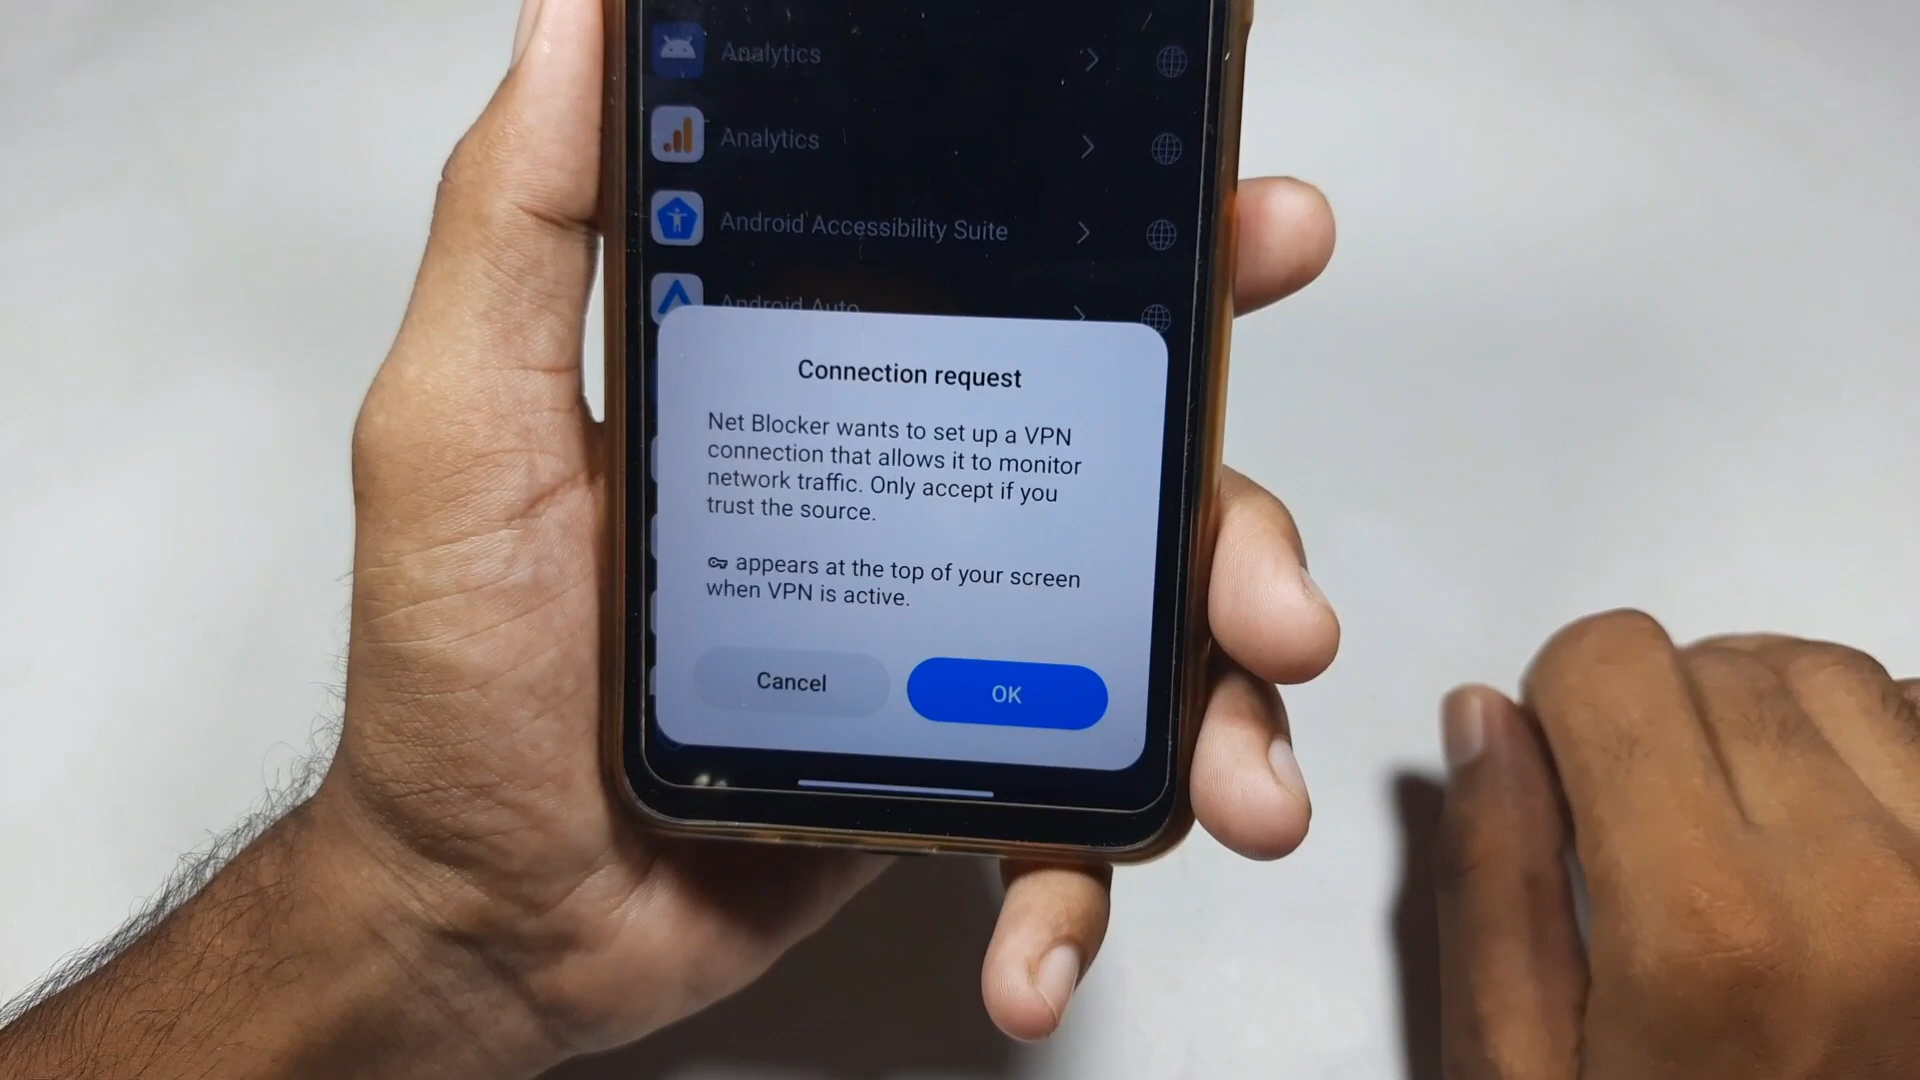 Analytics
Analytics
Android Accessibility Suite
Android Auto
Connection request
Net Blocker wants to set up a VPN
connection that allows it to monitor
network traffic. Only accept if you
trust the source.
appears at the top of your screen
when VPN is active.
Cancel
OK